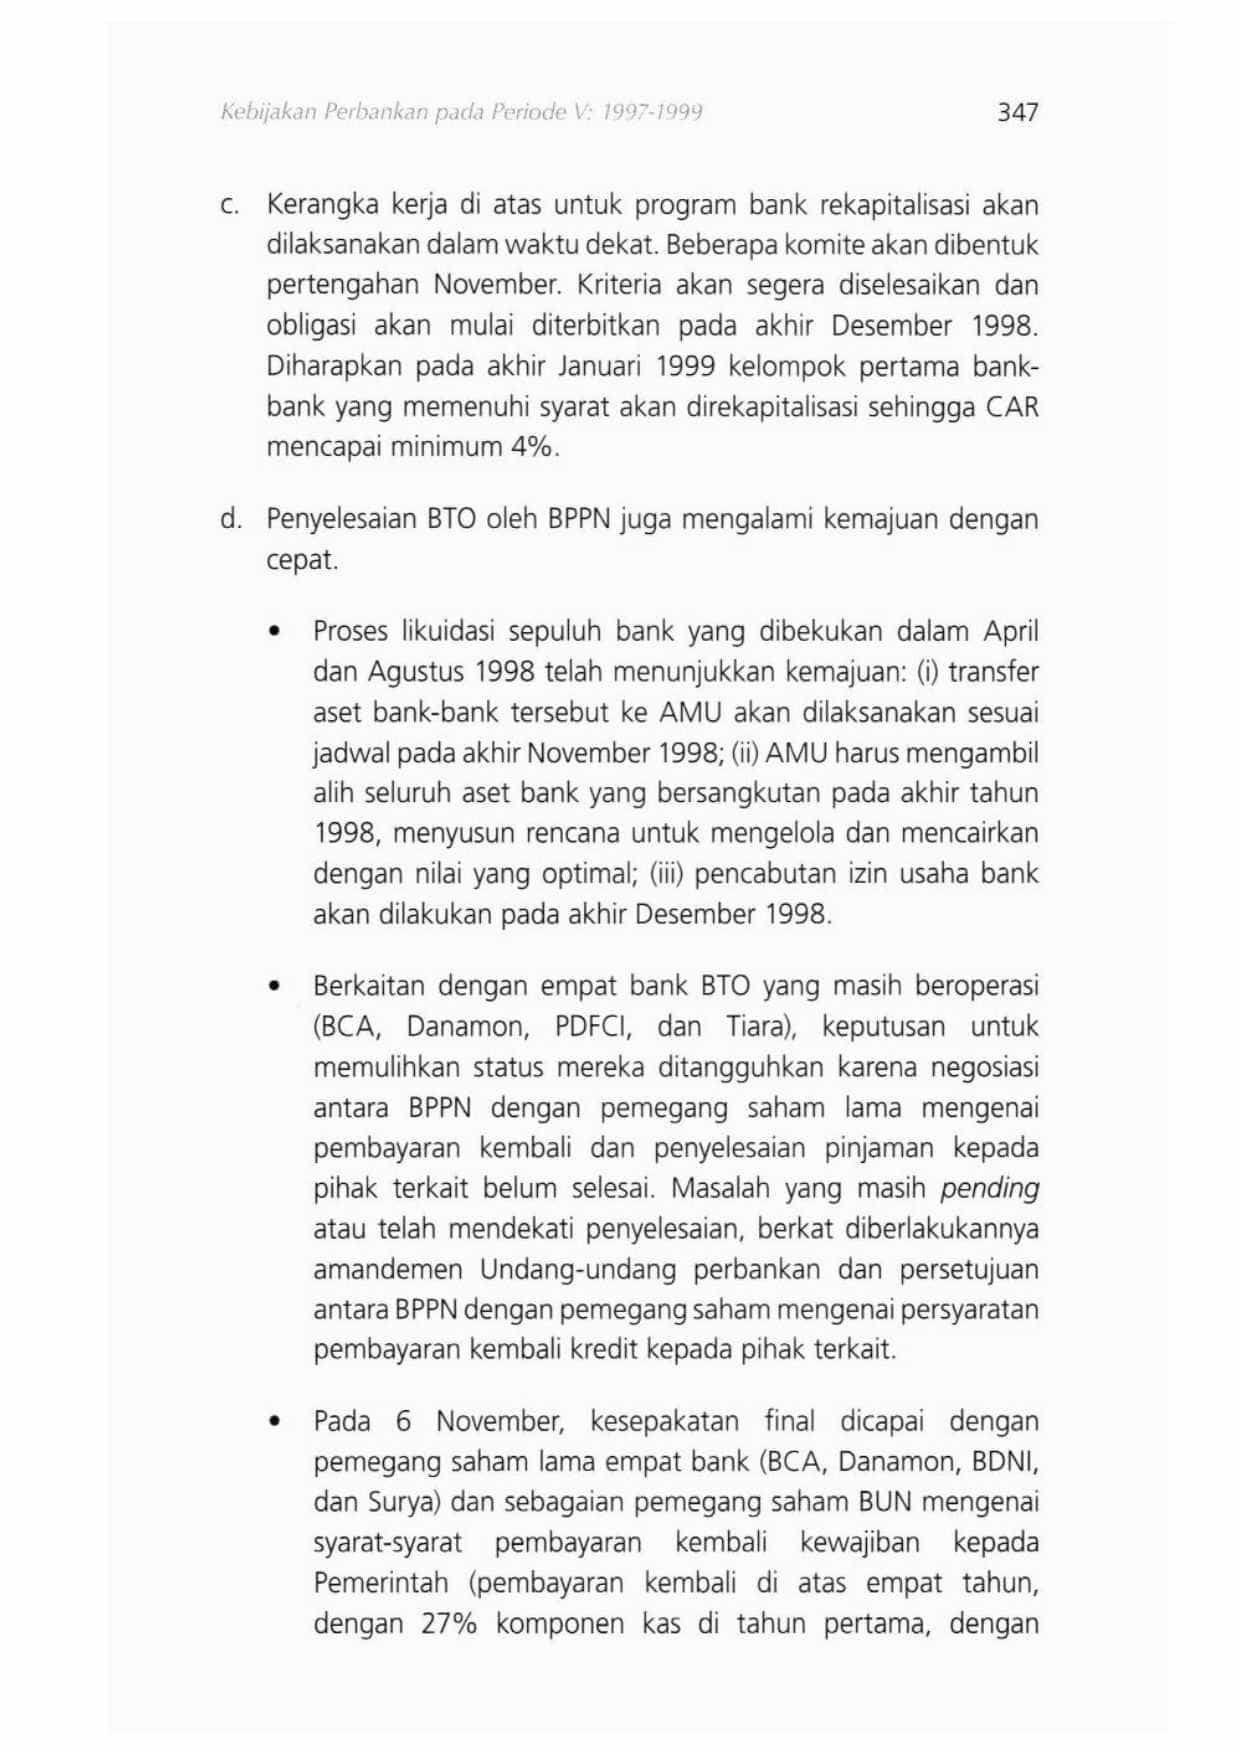 Kebijakan Perbankan pada Periode V: 1997-1999 347
c. Kerangka kerja di atas untuk program bank rekapitalisasi akan
dilaksanakan dalam waktu dekat. Beberapa komite akan dibentuk
pertengahan November. Kriteria akan segera diselesaikan dan
obligasi akan mulai diterbitkan pada akhir Desember 1998.
Diharapkan pada akhir Januari 1999 kelompok pertama bank-
bank yang memenuhi syarat akan direkapitalisasi sehingga CAR
mencapai minimum 4%.
d. Penyelesaian BTO oleh BPPN juga mengalami kemajuan dengan
cepat.
• Proses likuidasi sepuluh bank yang dibekukan dalam April
dan Agustus 1998 telah menunjukkan kemajuan: (i) transfer
aset bank-bank tersebut ke AMU akan dilaksanakan sesuai
jadwal pada akhir November 1998; (ii) AMU harus mengambil
alih seluruh aset bank yang bersangkutan pada akhir tahun
1998, menyusun rencana untuk mengelola dan mencairkan
dengan nilai yang optimal; (iii) pencabutan izin usaha bank
akan dilakukan pada akhir Desember 1998.
• Berkaitan dengan empat bank BTO yang masih beroperasi
(BCA, Danamon, PDFCI, dan Tiara), keputusan untuk
memulihkan status mereka ditangguhkan karena negosiasi
antara BPPN dengan pemegang saham lama mengenai
pembayaran kembali dan penyelesaian pinjaman kepada
pihak terkait belum selesai. Masalah yang masih pending
atau telah mendekati penyelesaian, berkat diberlakukannya
amandemen Undang-undang perbankan dan persetujuan
antara BPPN dengan pemegang saham mengenai persyaratan
pembayaran kembali kredit kepada pihak terkait.
• Pada 6 November, kesepakatan final dicapai dengan
pemegang saham lama empat bank (BCA, Danamon, BDNI,
dan Surya) dan sebagaian pemegang saham BUN mengenai
syarat-syarat pembayaran kembali kewajiban kepada
Pemerintah (pembayaran kembali di atas empat tahun,
dengan 27% komponen kas di tahun pertama, dengan